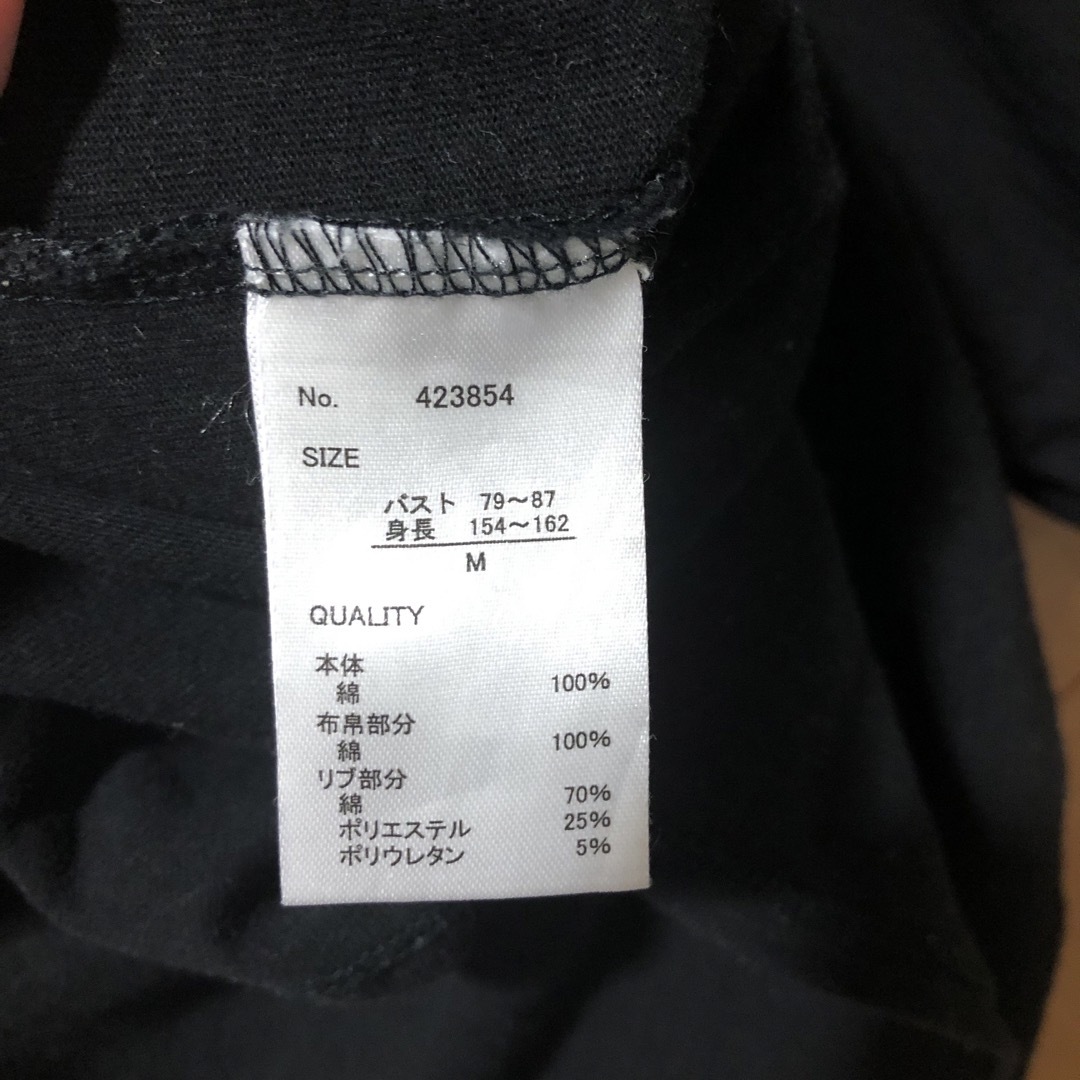 No. 423854
SIZE
バスト 79～87
身長 154～162
M
QUALITY
本体
綿 100%
布帛部分
綿 100%
リブ部分
綿 70%
ポリエステル 25%
ポリウレタン 5%